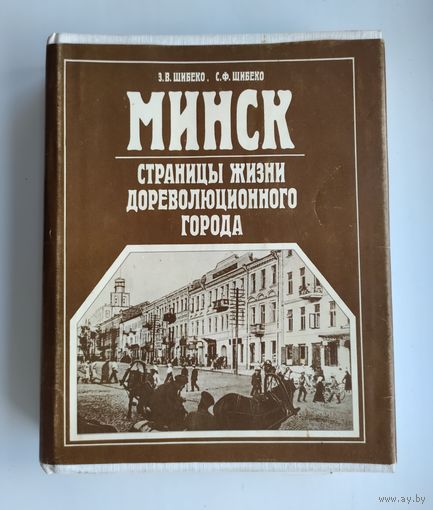 З.В. ШИБЕКО, С.Ф. ШИБЕКО
МИНСК
СТРАНИЦЫ ЖИЗНИ
ДОРЕВОЛЮЦИОННОГО
ГОРОДА
www.ay.by